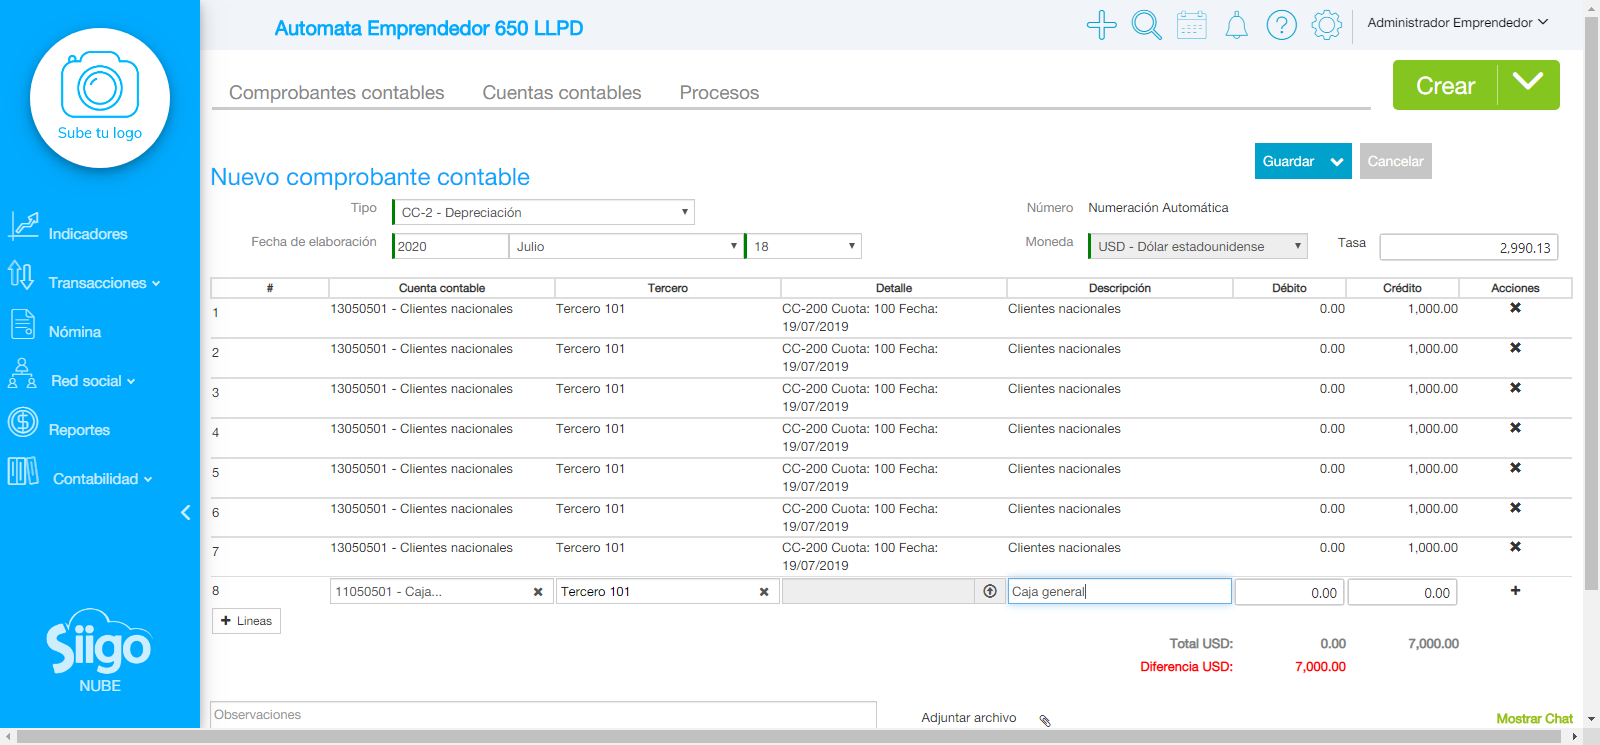 Automata Emprendedor 650 LLPD
Administrador Emprendedor
Sube tu logo
Comprobantes contables Cuentas contables Procesos
Crear
Guardar
Cancelar
Nuevo comprobante contable
Tipo CC-2 - Depreciación Número Numeración Automática
Fecha de elaboración 2020 Julio 18 Moneda USD - Dólar estadounidense Tasa 2,990.13
Indicadores
Transacciones
Nómina
Red social
Reportes
Contabilidad
# Cuenta contable Tercero Detalle Descripción Débito Crédito Acciones
1 13050501 - Clientes nacionales Tercero 101 CC-200 Cuota: 100 Fecha: Clientes nacionales 0.00 1,000.00
19/07/2019
2 13050501 - Clientes nacionales Tercero 101 CC-200 Cuota: 100 Fecha: Clientes nacionales 0.00 1,000.00
19/07/2019
3 13050501 - Clientes nacionales Tercero 101 CC-200 Cuota: 100 Fecha: Clientes nacionales 0.00 1,000.00
19/07/2019
4 13050501 - Clientes nacionales Tercero 101 CC-200 Cuota: 100 Fecha: Clientes nacionales 0.00 1,000.00
19/07/2019
5 13050501 - Clientes nacionales Tercero 101 CC-200 Cuota: 100 Fecha: Clientes nacionales 0.00 1,000.00
19/07/2019
6 13050501 - Clientes nacionales Tercero 101 CC-200 Cuota: 100 Fecha: Clientes nacionales 0.00 1,000.00
19/07/2019
7 13050501 - Clientes nacionales Tercero 101 CC-200 Cuota: 100 Fecha: Clientes nacionales 0.00 1,000.00
19/07/2019
8 11050501 - Caja... Tercero 101 Caja general 0.00 0.00
Lineas
Total USD: 0.00 7,000.00
Diferencia USD: 7,000.00
Siigo
NUBE
Observaciones
Adjuntar archivo
Mostrar Chat